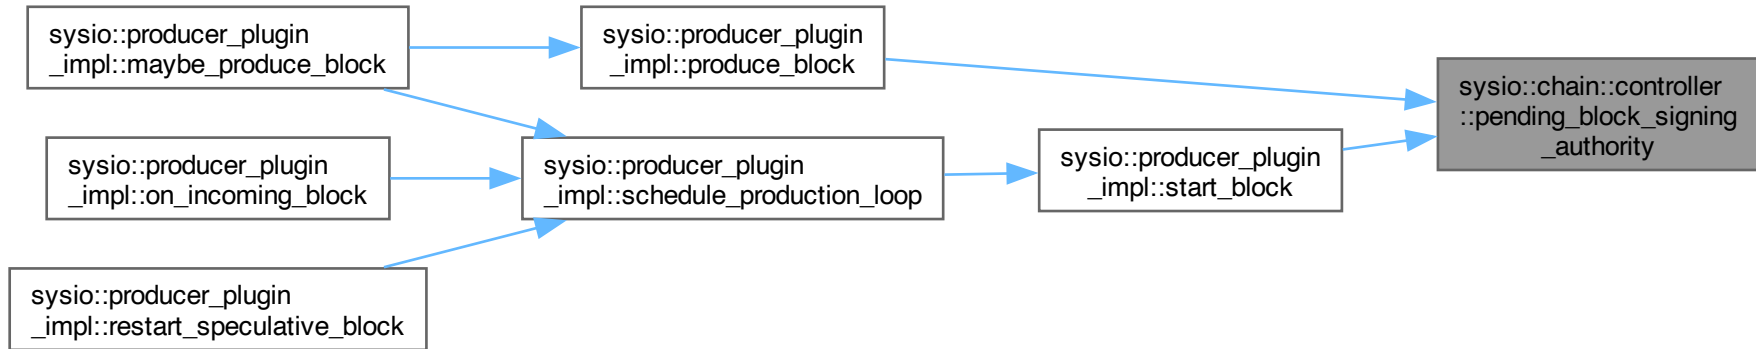 sysio::producer_plugin
_impl::maybe_produce_block
sysio::producer_plugin
_impl::produce_block
sysio::chain::controller
::pending_block_signing
_authority
sysio::producer_plugin
_impl::on_incoming_block
sysio::producer_plugin
_impl::schedule_production_loop
sysio::producer_plugin
_impl::start_block
sysio::producer_plugin
_impl::restart_speculative_block